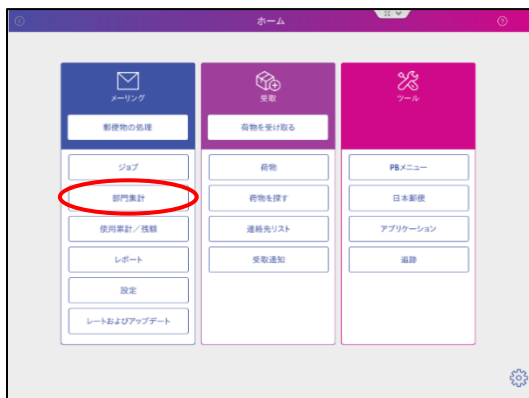 ホーム
メーリング
郵便物の処理
ジョブ
部門集計
使用累計／残額
レポート
設定
レートおよびアップデート
受取
荷物を受け取る
荷物
荷物を探す
連絡先リスト
受取通知
ツール
PBメニュー
日本郵便
アプリケーション
追跡